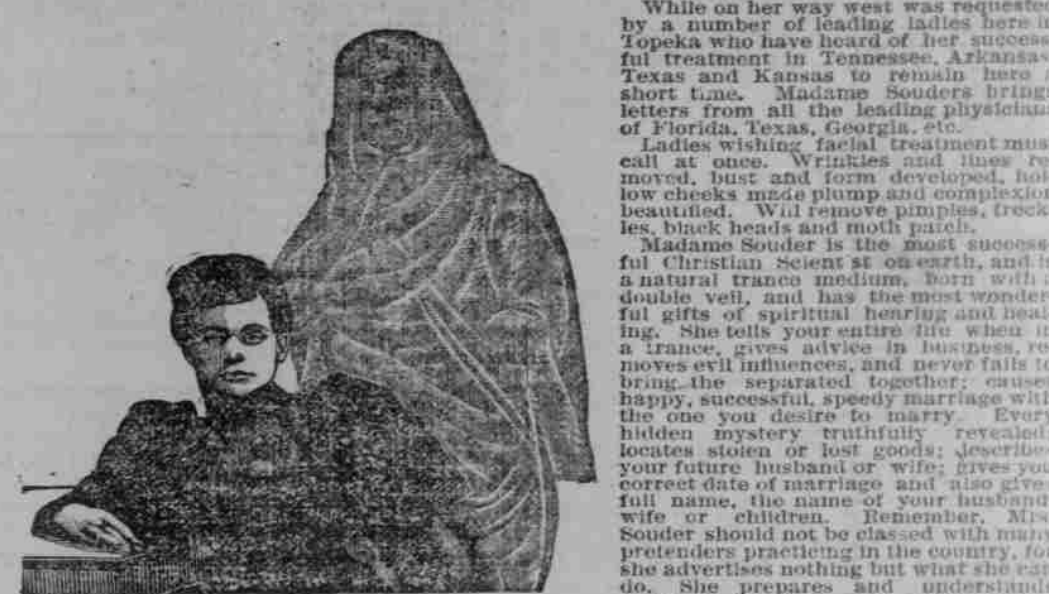 While on her way west was requested
by a number of leading ladies here in
Topeka who have heard of her success-
ful treatment in Tennessee, Arkansas,
Texas and Kansas to remain here a
short time. Madame Souders brings
letters from all the leading physicians
of Florida, Texas, Georgia, etc.
Ladies wishing facial treatment must
call at once. Wrinkles and lines re-
moved, bust and form developed, hol-
low cheeks made plump and complexion
beautified. Will remove pimples, freck-
les, black heads and moth patch.
Madame Souder is the most success-
ful Christian Scient st on earth, and is
a natural trance medium, born with a
double veil, and has the most wonder-
ful gifts of spiritual hearing and heal-
ing. She tells your entire life when in
a trance, gives advice in business, re-
moves evil influences, and never fails to
bring the separated together; causes
happy, successful, speedy marriage with
the one you desire to marry. Every
hidden mystery truthfully revealed;
locates stolen or lost goods; describes
your future husband or wife; gives you
correct date of marriage and also gives
full name, the name of your husband,
wife or children. Remember, Mrs.
Souder should not be classed with many
pretenders practicing in the country, for
she advertises nothing but what she can
do. She prepares and understands